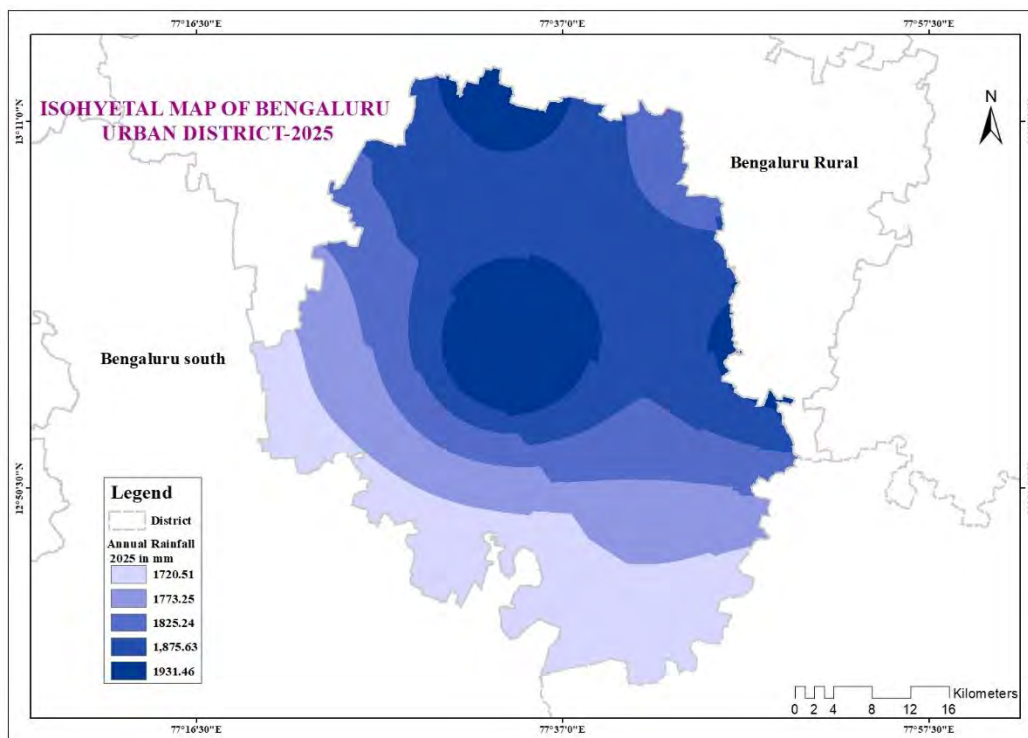 77°16'30"E
77°37'0"E
77°57'30"E
ISOHYETAL MAP OF BENGALURU
URBAN DISTRICT-2025
13°11'0"N
N
Bengaluru Rural
Bengaluru south
12°50'30"N
Legend
District
Annual Rainfall
2025 in mm
1720.51
1773.25
1825.24
1,875.63
1931.46
Kilometers
0 2 4 8 12 16
77°16'30"E
77°37'0"E
77°57'30"E